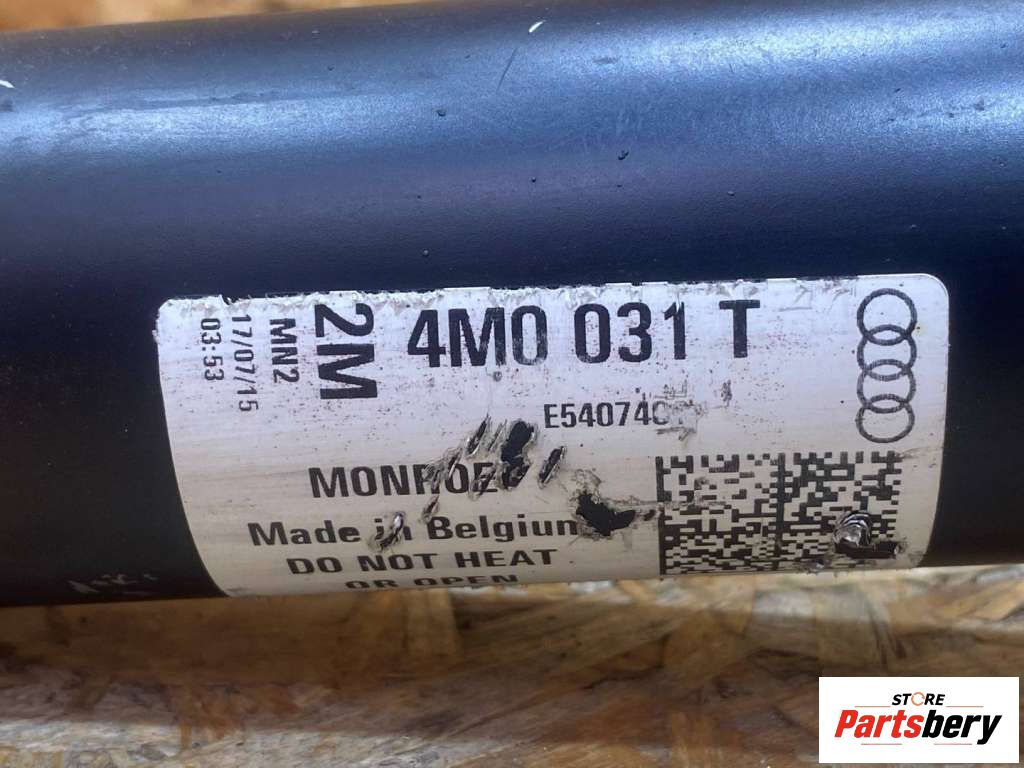 2M
MN2
17/07/15
03:53
4M0 031 T
MONROE
Made in Belgium
DO NOT HEAT
OR OPEN
STORE
Partsbery